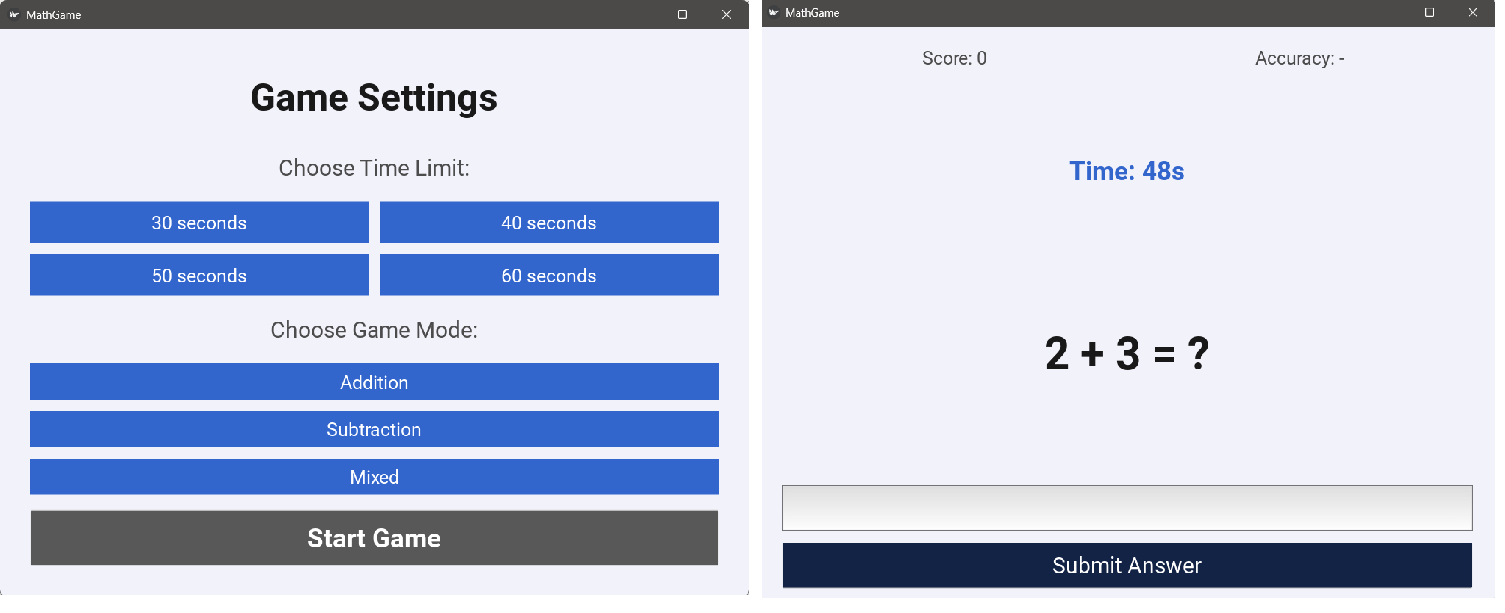 MathGame
Game Settings
Choose Time Limit:
30 seconds
40 seconds
50 seconds
60 seconds
Choose Game Mode:
Addition
Subtraction
Mixed
Start Game
MathGame
Score: 0
Accuracy: -
Time: 48s
2 + 3 = ?
Submit Answer